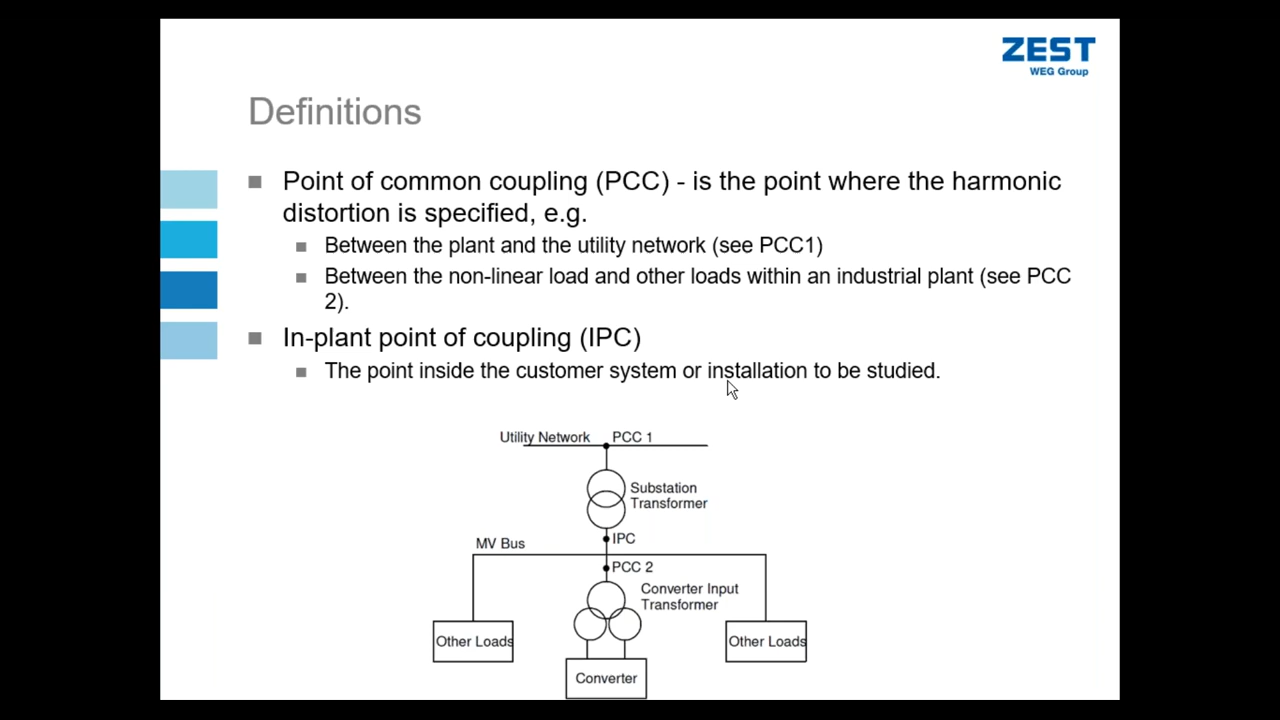 ZEST
WEG Group
Definitions
Point of common coupling (PCC) - is the point where the harmonic
distortion is specified, e.g.
Between the plant and the utility network (see PCC1)
Between the non-linear load and other loads within an industrial plant (see PCC
2).
In-plant point of coupling (IPC)
The point inside the customer system or installation to be studied.
Utility Network PCC 1
Substation
Transformer
IPC
MV Bus
PCC 2
Converter Input
Transformer
Other Loads
Other Loads
Converter